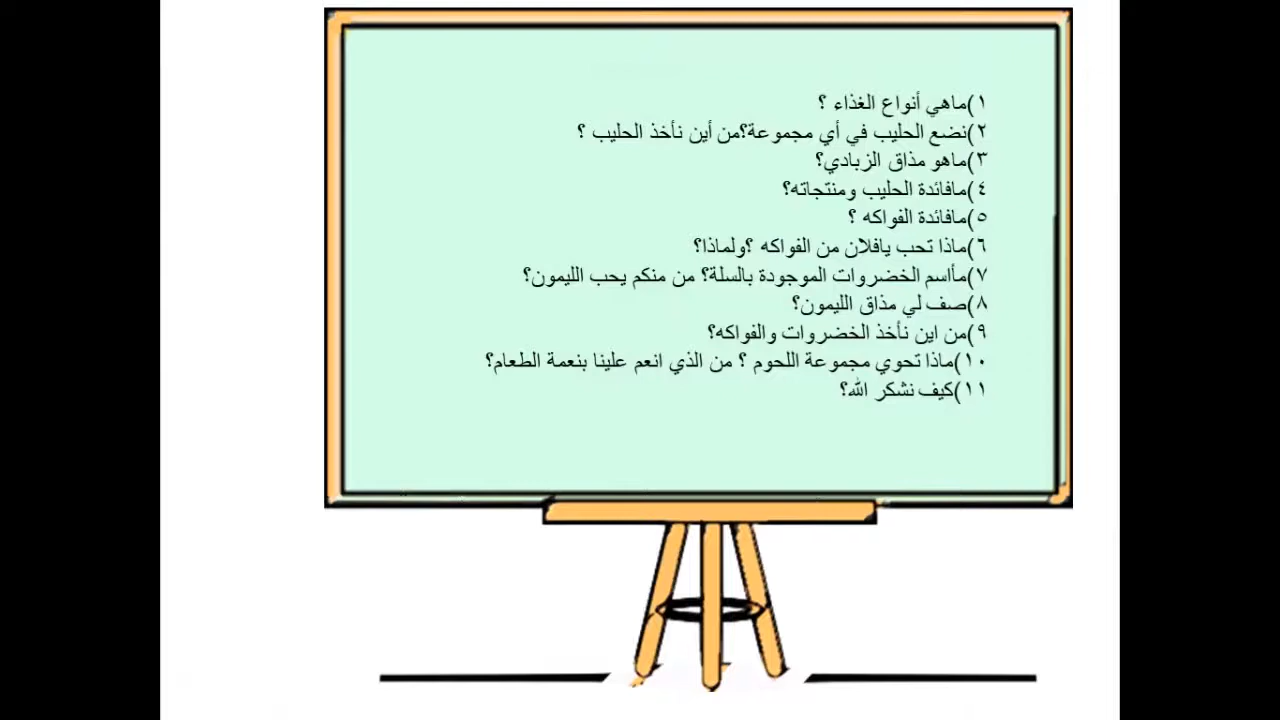 ١)ماهي أنواع الغذاء ؟
٢)نضع الحليب في أي مجموعة؟من أين نأخذ الحليب ؟
٣)ماهو مذاق الزبادي؟
٤)مافائدة الحليب ومنتجاته؟
٥)مافائدة الفواكه ؟
٦)ماذا تحب يافلان من الفواكه ؟ولماذا؟
٧)مأاسم الخضروات الموجودة بالسلة؟ من منكم يحب الليمون؟
٨)صف لي مذاق الليمون؟
٩)من اين نأخذ الخضروات والفواكه؟
١٠)ماذا تحوي مجموعة اللحوم ؟ من الذي انعم علينا بنعمة الطعام؟
١١)كيف نشكر الله؟